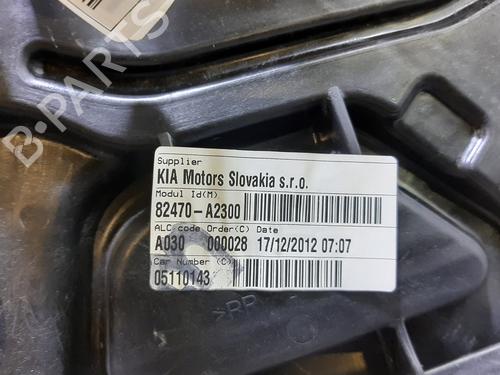 B-PARTS
Supplier
KIA Motors Slovakia s.r.o.
Modul Id(M)
82470-A2300
ALC code Order(C) Date
A030 000028 17/12/2012 07:07
Car Number (C)
05110143
>PP